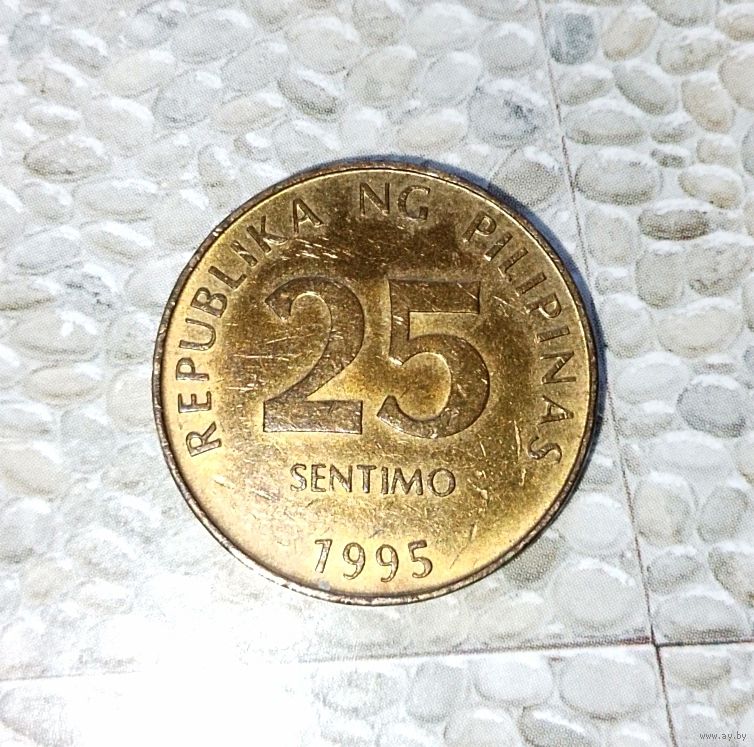 REPUBLIKA NG PILIPINAS
25
SENTIMO
1995
www.ay.by